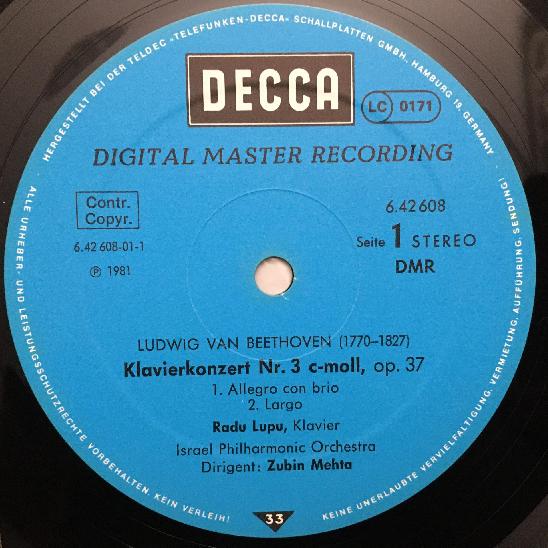 HERGESTELLT BEI DER TELDEC »TELEFUNKEN-DECCA« SCHALLPLATTEN GMBH, HAMBURG 19, GERMANY ·
DECCA
LC 0171
DIGITAL MASTER RECORDING
Contr.
Copyr.
6.42 608
6.42 608-01-1
Seite 1 STEREO
℗ 1981
DMR
LUDWIG VAN BEETHOVEN (1770–1827)
Klavierkonzert Nr. 3 c-moll, op. 37
1. Allegro con brio
2. Largo
Radu Lupu, Klavier
Israel Philharmonic Orchestra
Dirigent: Zubin Mehta
33
ALLE URHEBER- UND LEISTUNGSSCHUTZRECHTE VORBEHALTEN. KEIN VERLEIH!
KEINE UNERLAUBTE VERVIELFÄLTIGUNG, VERMIETUNG, AUFFÜHRUNG, SENDUNG!